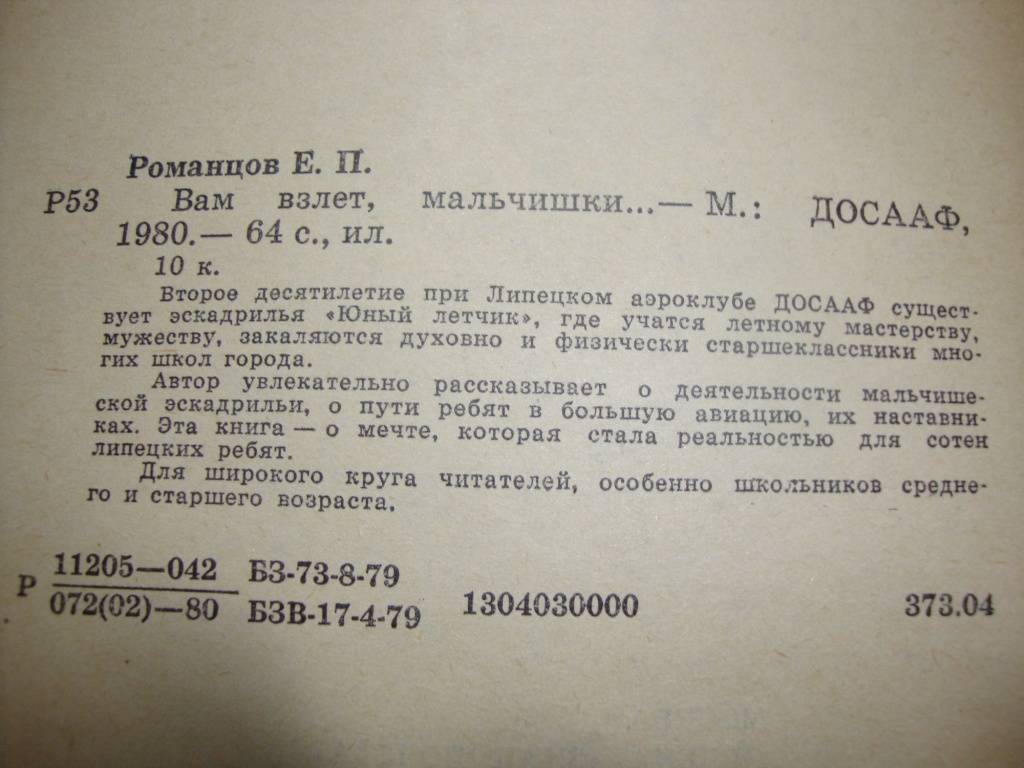 Романцов Е. П.
Р53 Вам взлет, мальчишки...— М.: ДОСААФ,
1980.— 64 с., ил.
10 к.
Второе десятилетие при Липецком аэроклубе ДОСААФ сущест-
вует эскадрилья «Юный летчик», где учатся летному мастерству,
мужеству, закаляются духовно и физически старшеклассники мно-
гих школ города.
Автор увлекательно рассказывает о деятельности мальчише-
ской эскадрильи, о пути ребят в большую авиацию, их наставни-
ках. Эта книга — о мечте, которая стала реальностью для сотен
липецких ребят.
Для широкого круга читателей, особенно школьников средне-
го и старшего возраста.
11205—042 БЗ-73-8-79
Р 072(02)—80 БЗВ-17-4-79 1304030000 373.04